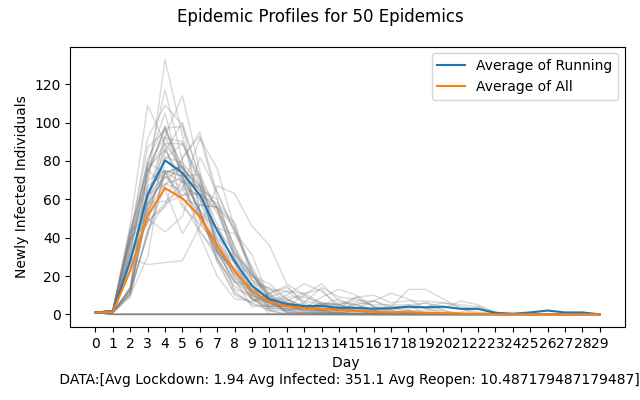 Epidemic Profiles for 50 Epidemics
Average of Running
Average of All
Newly Infected Individuals
120
100
80
60
40
20
0
0 1 2 3 4 5 6 7 8 9 1011121314151617181920212223242526272829
Day
DATA:[Avg Lockdown: 1.94 Avg Infected: 351.1 Avg Reopen: 10.487179487179487]